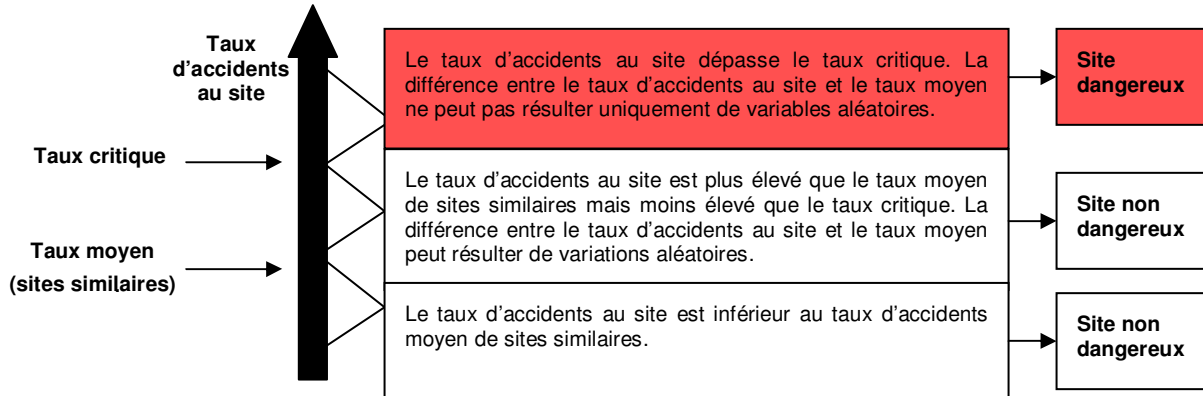 Taux
d'accidents
au site
Le taux d'accidents au site dépasse le taux critique. La
différence entre le taux d'accidents au site et le taux moyen
ne peut pas résulter uniquement de variables aléatoires.
Site
dangereux
Taux critique
Le taux d'accidents au site est plus élevé que le taux moyen
de sites similaires mais moins élevé que le taux critique. La
différence entre le taux d'accidents au site et le taux moyen
peut résulter de variations aléatoires.
Site non
dangereux
Taux moyen
(sites similaires)
Le taux d'accidents au site est inférieur au taux d'accidents
moyen de sites similaires.
Site non
dangereux